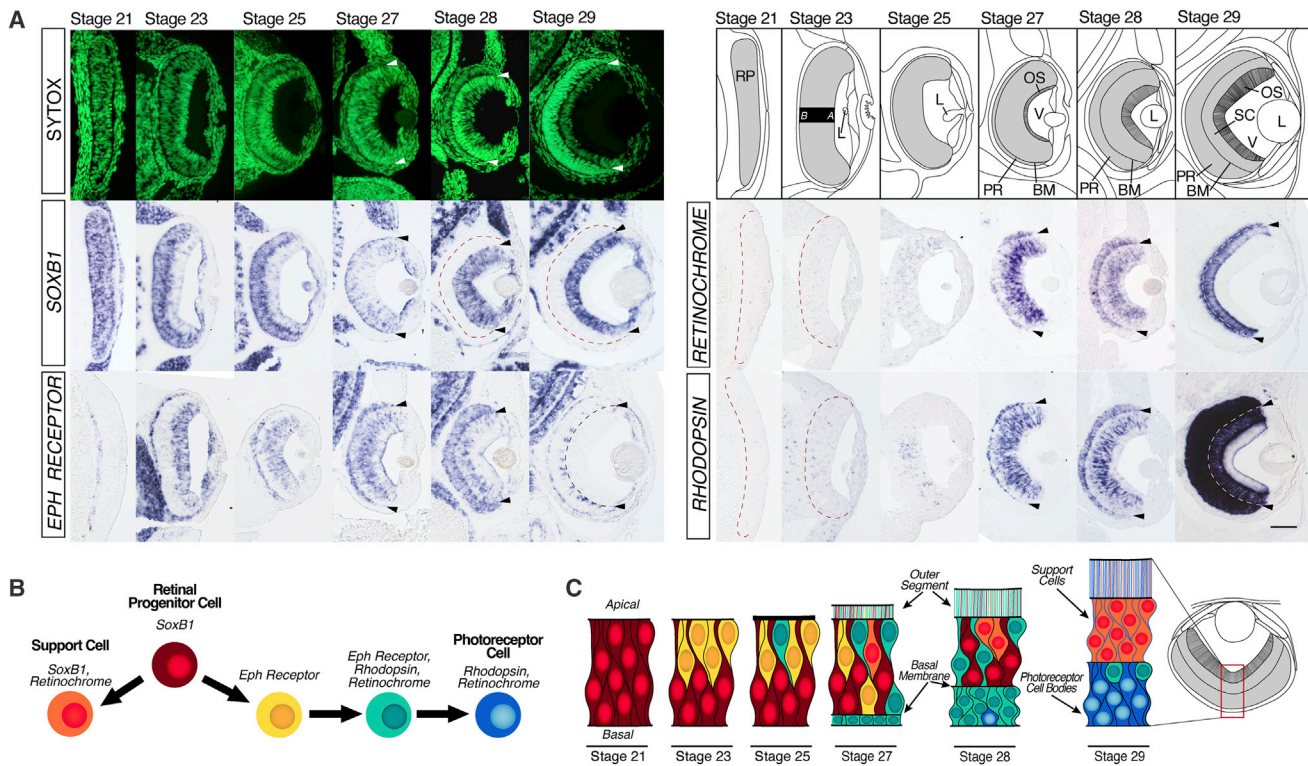 A
Stage 21 Stage 23 Stage 25 Stage 27 Stage 28 Stage 29
SYTOX
SOXB1
EPH RECEPTOR
Stage 21 Stage 23 Stage 25 Stage 27 Stage 28 Stage 29
RP
B A
L
L
OS
V
L
OS
SC
V
L
PR BM
PR BM
PR
BM
RETINOCHROME
RHODOPSIN
B
Retinal
Progenitor Cell
SoxB1
Support Cell
SoxB1,
Retinochrome
Eph Receptor
Eph Receptor,
Rhodopsin,
Retinochrome
Photoreceptor
Cell
Rhodopsin,
Retinochrome
C
Apical
Basal
Outer
Segment
Basal
Membrane
Support
Cells
Photoreceptor
Cell Bodies
Stage 21 Stage 23 Stage 25 Stage 27 Stage 28 Stage 29